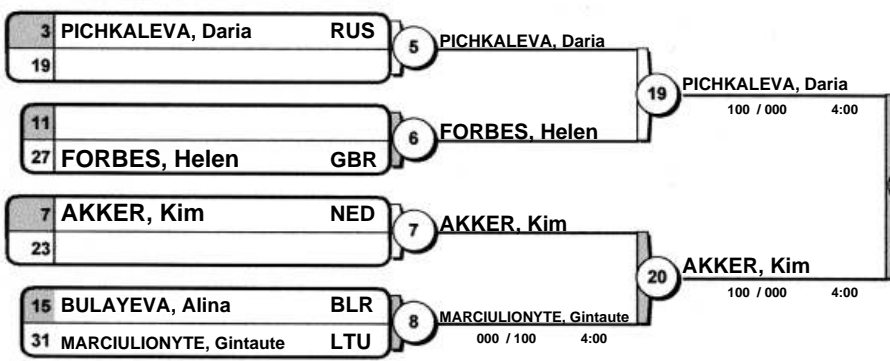 3 PICHKALEVA, Daria RUS
19
5
PICHKALEVA, Daria
11
27 FORBES, Helen GBR
6
FORBES, Helen
19
PICHKALEVA, Daria
100 / 000 4:00
7 AKKER, Kim NED
23
7
AKKER, Kim
15 BULAYEVA, Alina BLR
31 MARCIULIONYTE, Gintaute LTU
8
MARCIULIONYTE, Gintaute
000 / 100 4:00
20
AKKER, Kim
100 / 000 4:00